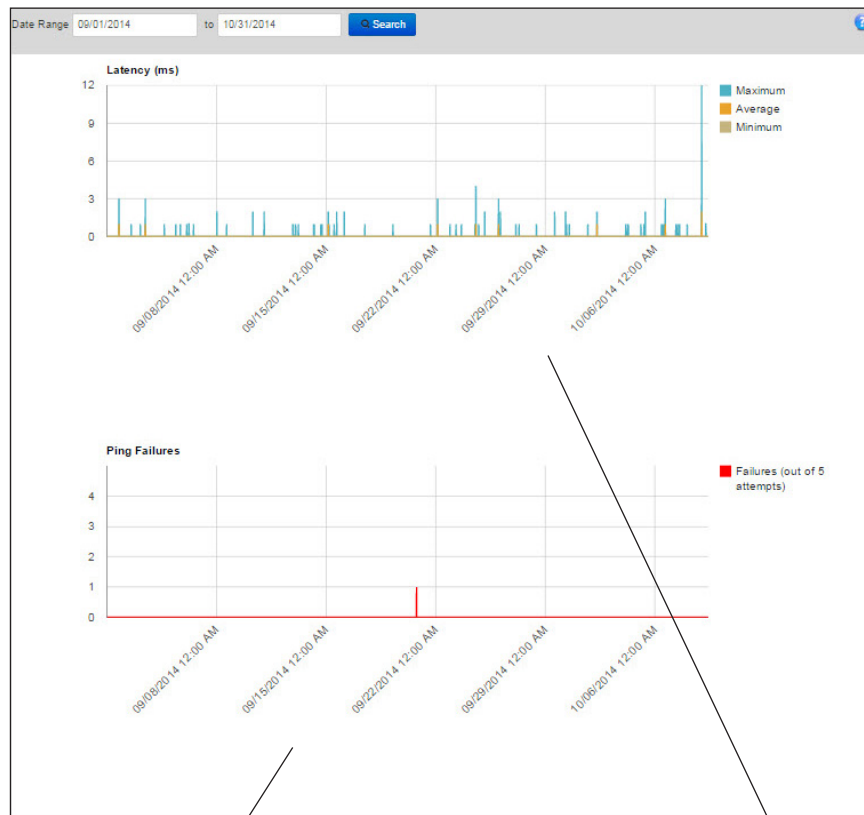 Date Range 09/01/2014 to 10/31/2014 Search ?
Latency (ms)
12
9
6
3
0
Maximum
Average
Minimum
09/08/2014 12:00 AM
09/15/2014 12:00 AM
09/22/2014 12:00 AM
09/29/2014 12:00 AM
10/06/2014 12:00 AM
Ping Failures
4
3
2
1
0
Failures (out of 5
attempts)
09/08/2014 12:00 AM
09/15/2014 12:00 AM
09/22/2014 12:00 AM
09/29/2014 12:00 AM
10/06/2014 12:00 AM